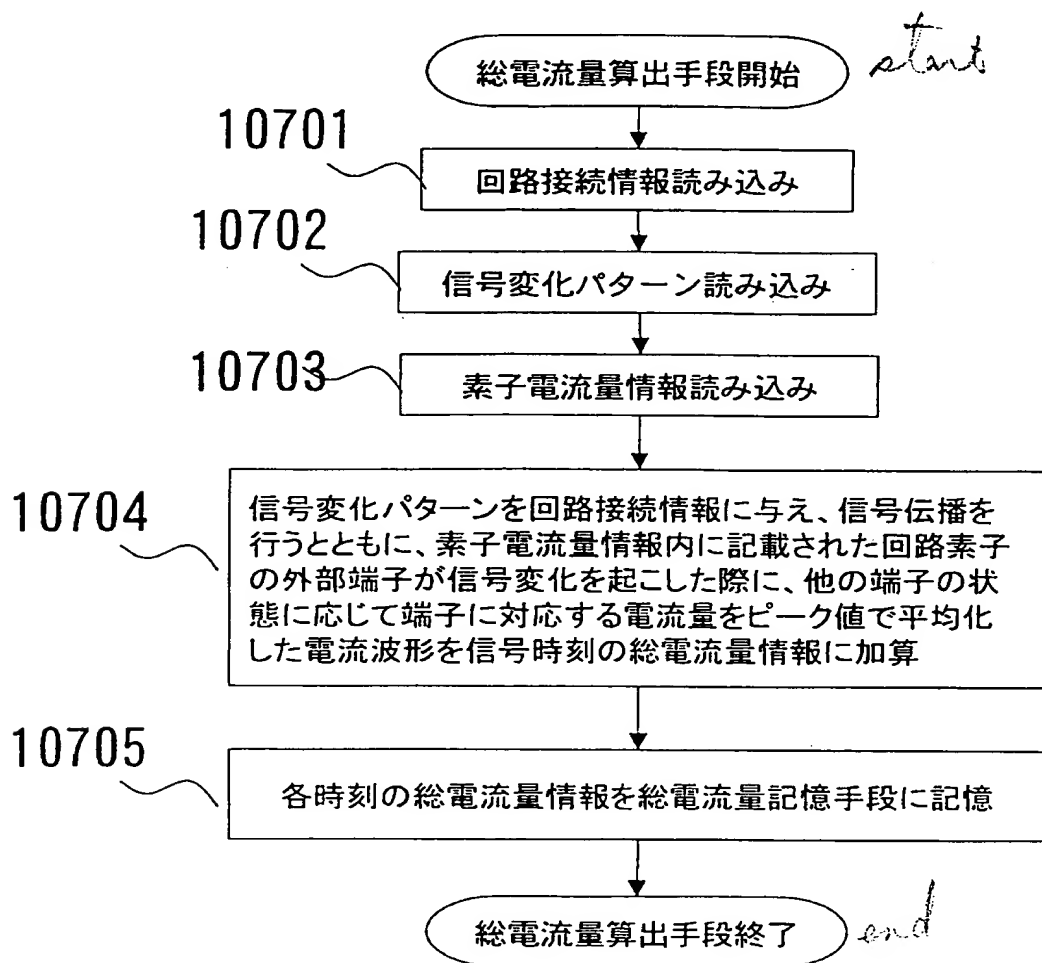 総電流量算出手段開始 start
10701
回路接続情報読み込み
10702
信号変化パターン読み込み
10703
素子電流量情報読み込み
10704
信号変化パターンを回路接続情報に与え、信号伝播を
行うとともに、素子電流量情報内に記載された回路素子
の外部端子が信号変化を起こした際に、他の端子の状
態に応じて端子に対応する電流量をピーク値で平均化
した電流波形を信号時刻の総電流量情報に加算
10705
各時刻の総電流量情報を総電流量記憶手段に記憶
総電流量算出手段終了 end